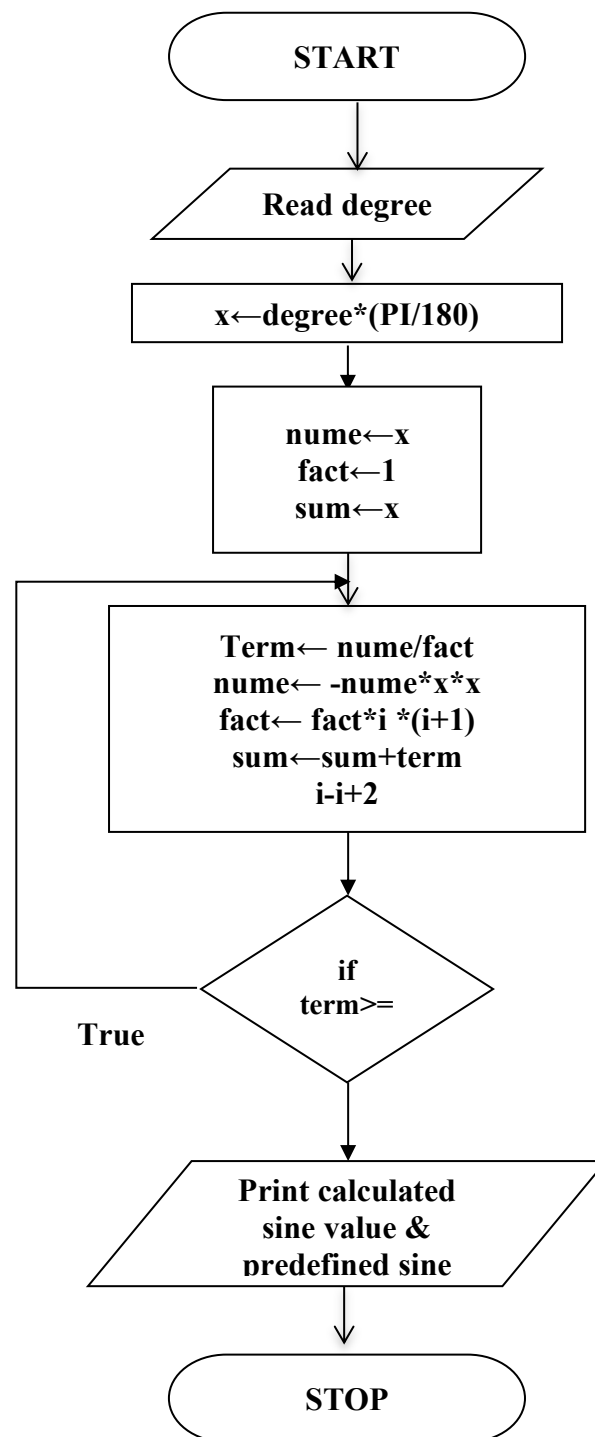 START
Read degree
x←degree*(PI/180)
nume←x
fact←1
sum←x
Term← nume/fact
nume← -nume*x*x
fact← fact*i *(i+1)
sum←sum+term
i-i+2
if
term>=
True
Print calculated
sine value &
predefined sine
STOP